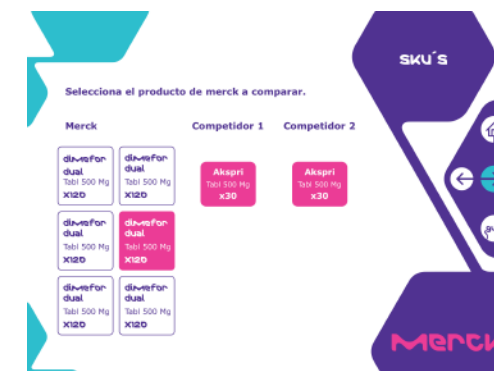 SKU´S
Selecciona el producto de merck a comparar.
Merck Competidor 1 Competidor 2
dimefor dual Tabl 500 Mg X120
dimefor dual Tabl 500 Mg X120
Akspri Tabl 500 Mg x30
Akspri Tabl 500 Mg x30
dimefor dual Tabl 500 Mg X120
dimefor dual Tabl 500 Mg X120
dimefor dual Tabl 500 Mg X120
dimefor dual Tabl 500 Mg X120
Merck